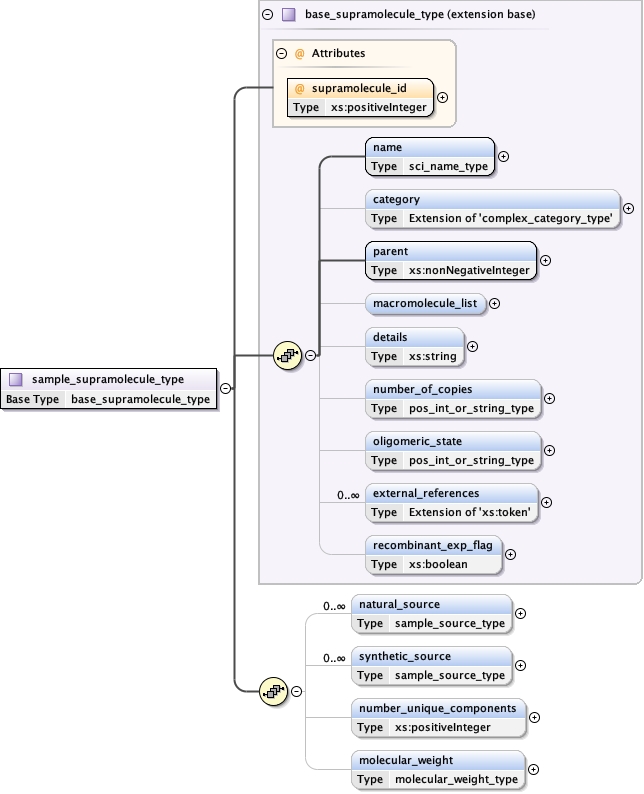 base_supramolecule_type (extension base)
@ Attributes
@ supramolecule_id
Type xs:positiveInteger
name
Type sci_name_type
category
Type Extension of 'complex_category_type'
parent
Type xs:nonNegativeInteger
macromolecule_list
details
Type xs:string
sample_supramolecule_type
Base Type base_supramolecule_type
number_of_copies
Type pos_int_or_string_type
oligomeric_state
Type pos_int_or_string_type
0..∞ external_references
Type Extension of 'xs:token'
recombinant_exp_flag
Type xs:boolean
0..∞ natural_source
Type sample_source_type
0..∞ synthetic_source
Type sample_source_type
number_unique_components
Type xs:positiveInteger
molecular_weight
Type molecular_weight_type